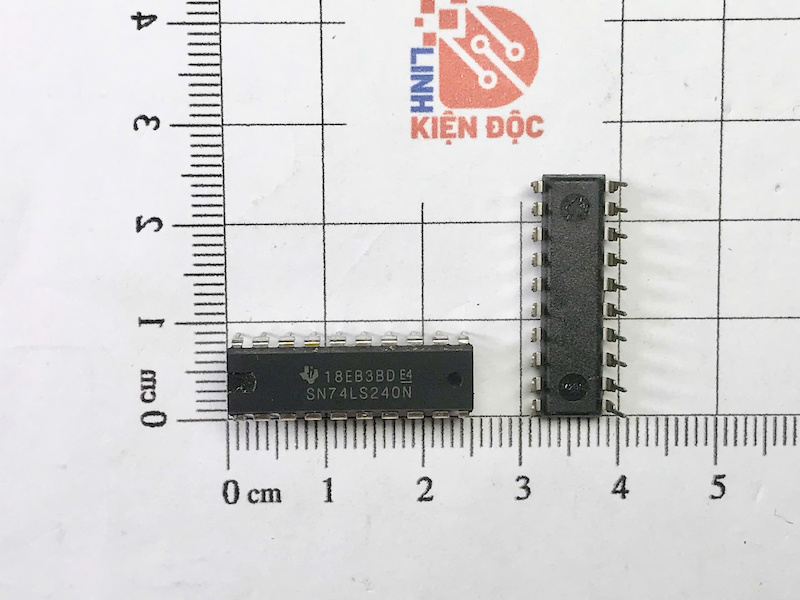 4
3
2
1
0 cm
LINH
KIỆN ĐỘC
18EB3BD E4
SN74LS240N
0 cm 1 2 3 4 5